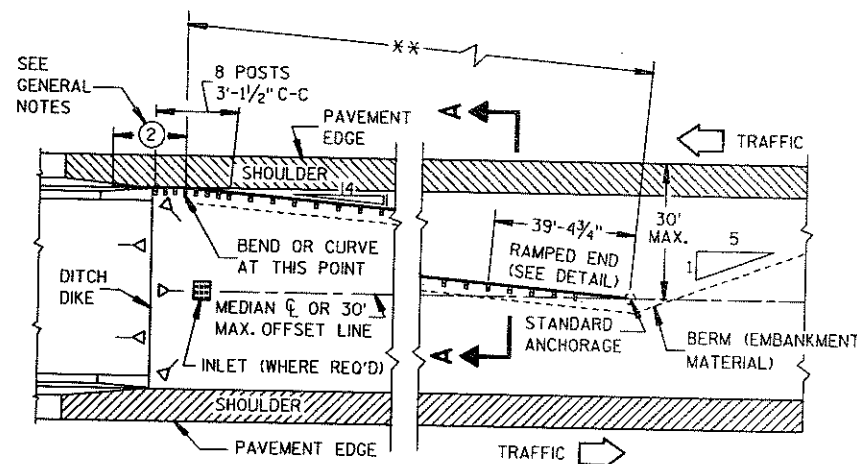 **
SEE
GENERAL
NOTES
8 POSTS
3'-1½" C-C
2
PAVEMENT
EDGE
A
TRAFFIC
SHOULDER
14
39'-4¾"
30'
MAX.
5
1
BEND OR CURVE
AT THIS POINT
RAMPED END
(SEE DETAIL)
DITCH
DIKE
MEDIAN ℄ OR 30'
MAX. OFFSET LINE
STANDARD
ANCHORAGE
BERM (EMBANKMENT
MATERIAL)
INLET (WHERE REQ'D)
A
SHOULDER
PAVEMENT EDGE
TRAFFIC